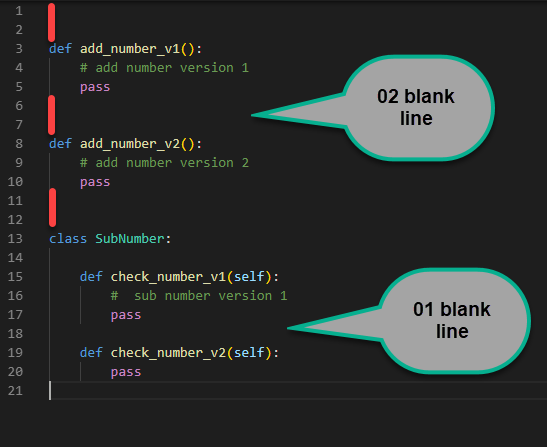 1
2
3 def add_number_v1():
4     # add number version 1
5     pass
6
7
8 def add_number_v2():
9     # add number version 2
10     pass
11
12
13 class SubNumber:
14
15     def check_number_v1(self):
16         #  sub number version 1
17         pass
18
19     def check_number_v2(self):
20         pass
21
02 blank
line
01 blank
line